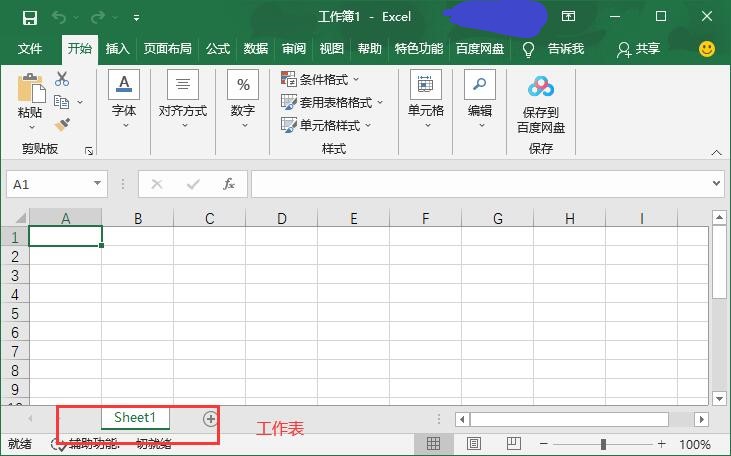 工作簿1 - Excel
文件 开始 插入 页面布局 公式 数据 审阅 视图 帮助 特色功能 百度网盘 告诉我 共享
粘贴
剪贴板
A
字体
对齐方式
%
数字
条件格式
套用表格格式
单元格样式
样式
单元格
编辑
保存到
百度网盘
保存
A1 fx
A B C D E F G H I
1
2
3
4
5
6
7
8
9
Sheet1
工作表
就绪 辅助功能: 一切就绪 100%